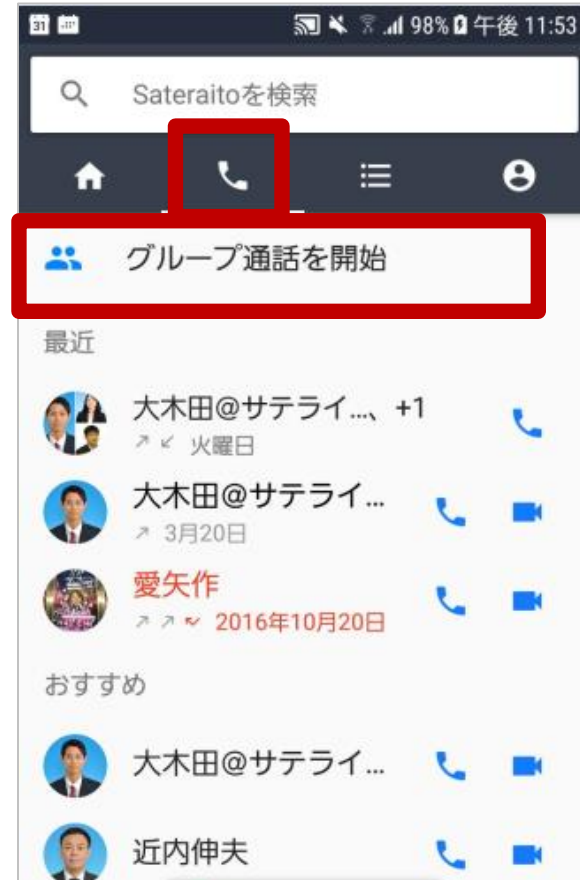 31 98% 午後 11:53
Sateraitoを検索
グループ通話を開始
最近
大木田@サテライ...、+1
火曜日
大木田@サテライ...
3月20日
愛矢作
2016年10月20日
おすすめ
大木田@サテライ...
近内伸夫